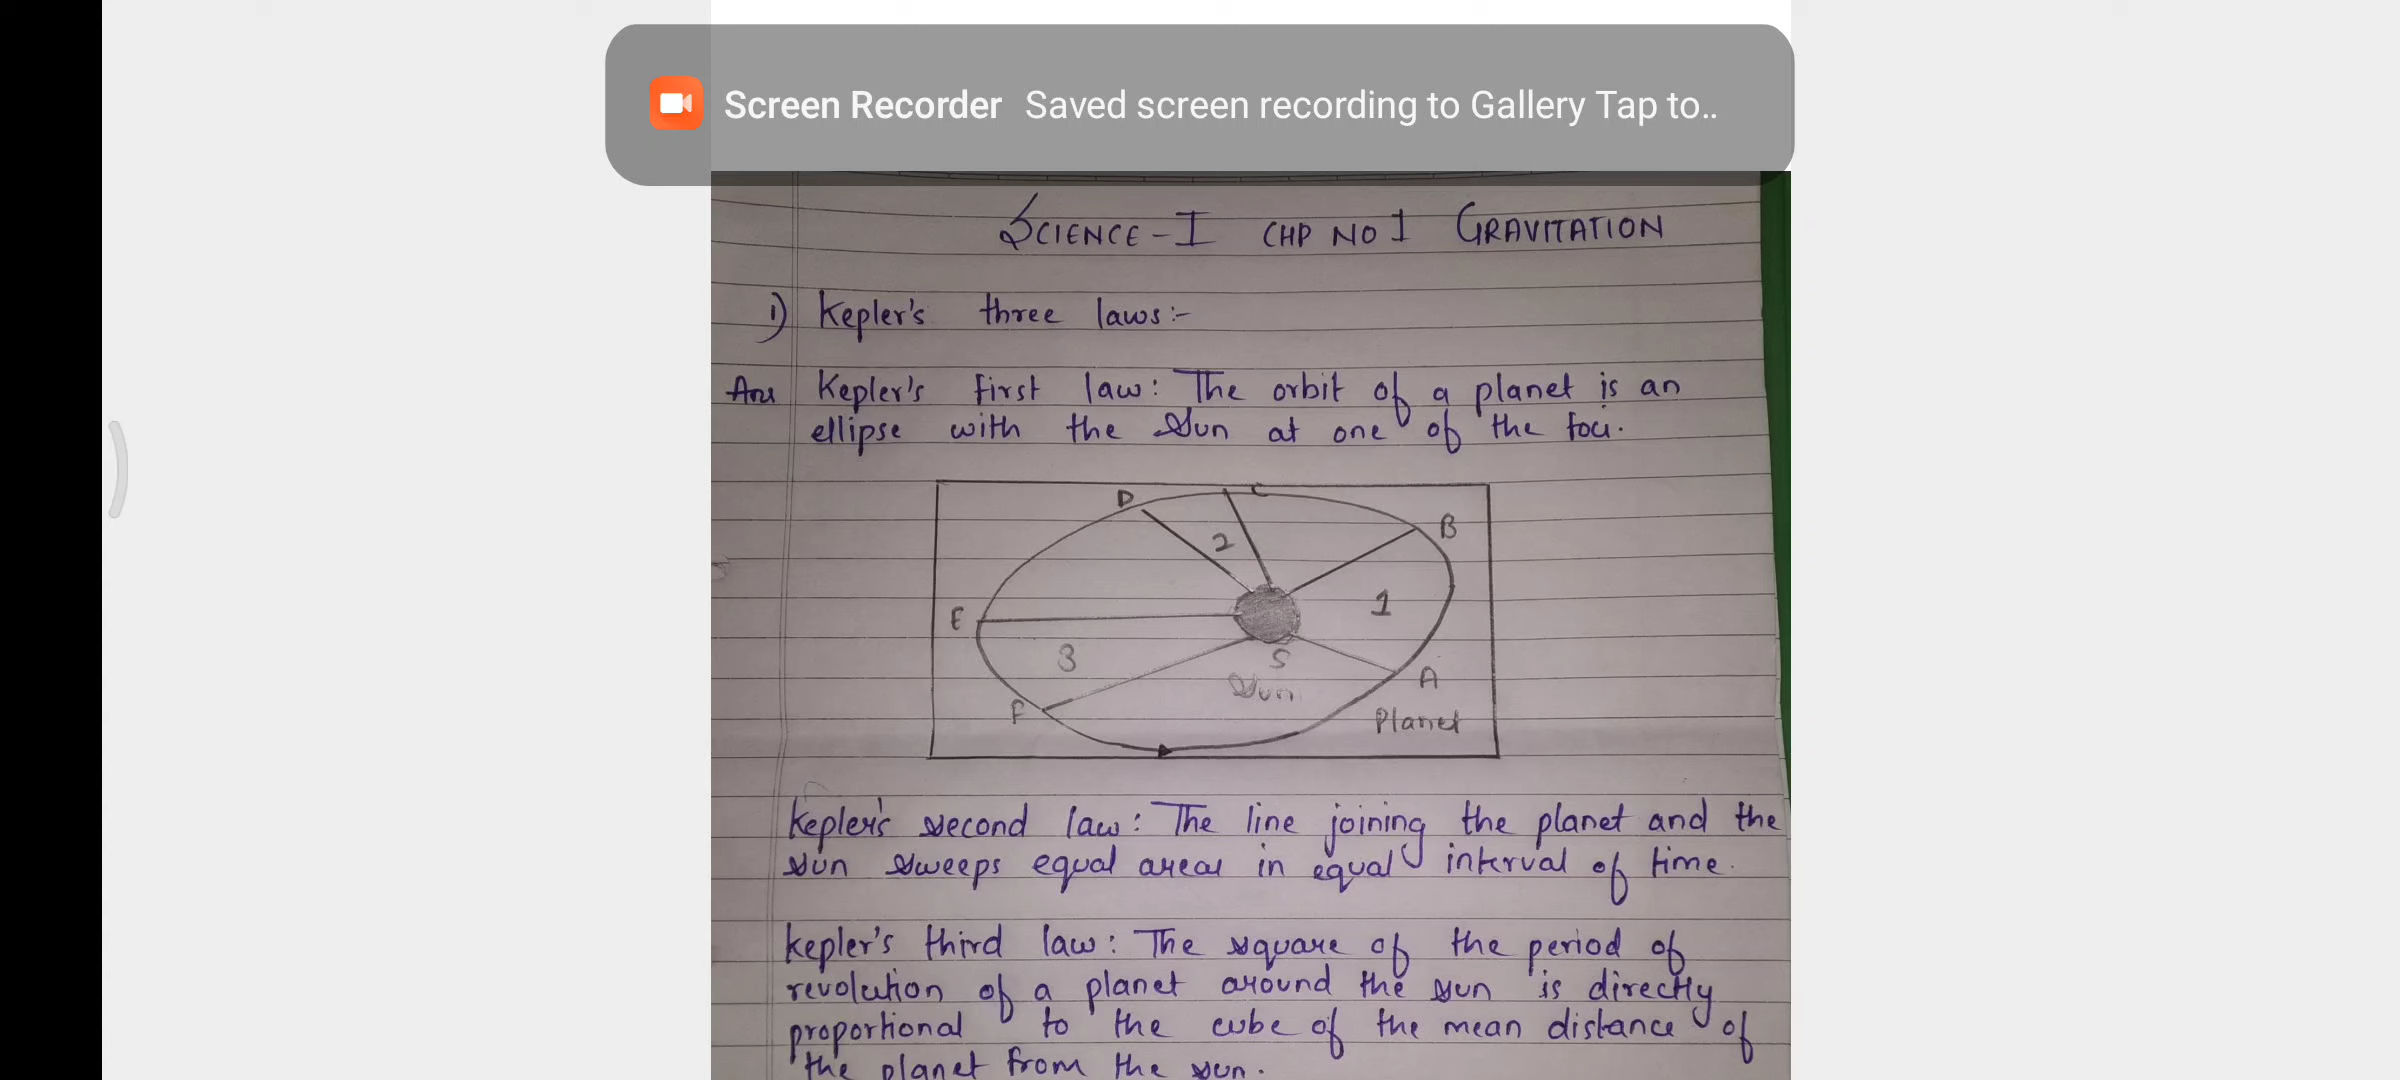 Screen Recorder Saved screen recording to Gallery Tap to..
SCIENCE-I CHP NO 1 GRAVITATION
1) Kepler's three laws:-
Ans Kepler's first law: The orbit of a planet is an
ellipse with the Sun at one of the foci.
D C
B
2
E
1
3
S
Sun
A
F
Planet
Kepler's second law: The line joining the planet and the
sun sweeps equal areas in equal interval of time.
Kepler's third law: The square of the period of
revolution of a planet around the sun is directly
proportional to the cube of the mean distance of
the planet from the sun.